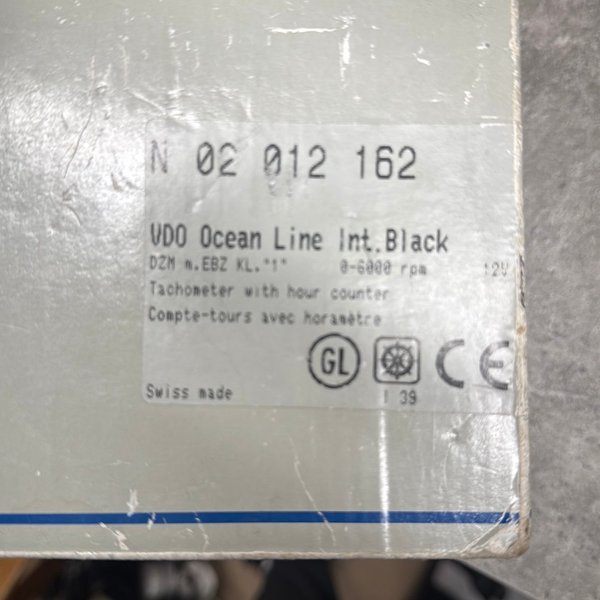 N 02 012 162
VDO Ocean Line Int.Black
DZM m.EBZ KL."1" 0-6000 rpm 12V
Tachometer with hour counter
Compte-tours avec horamètre
GL CE
Swiss made I 39